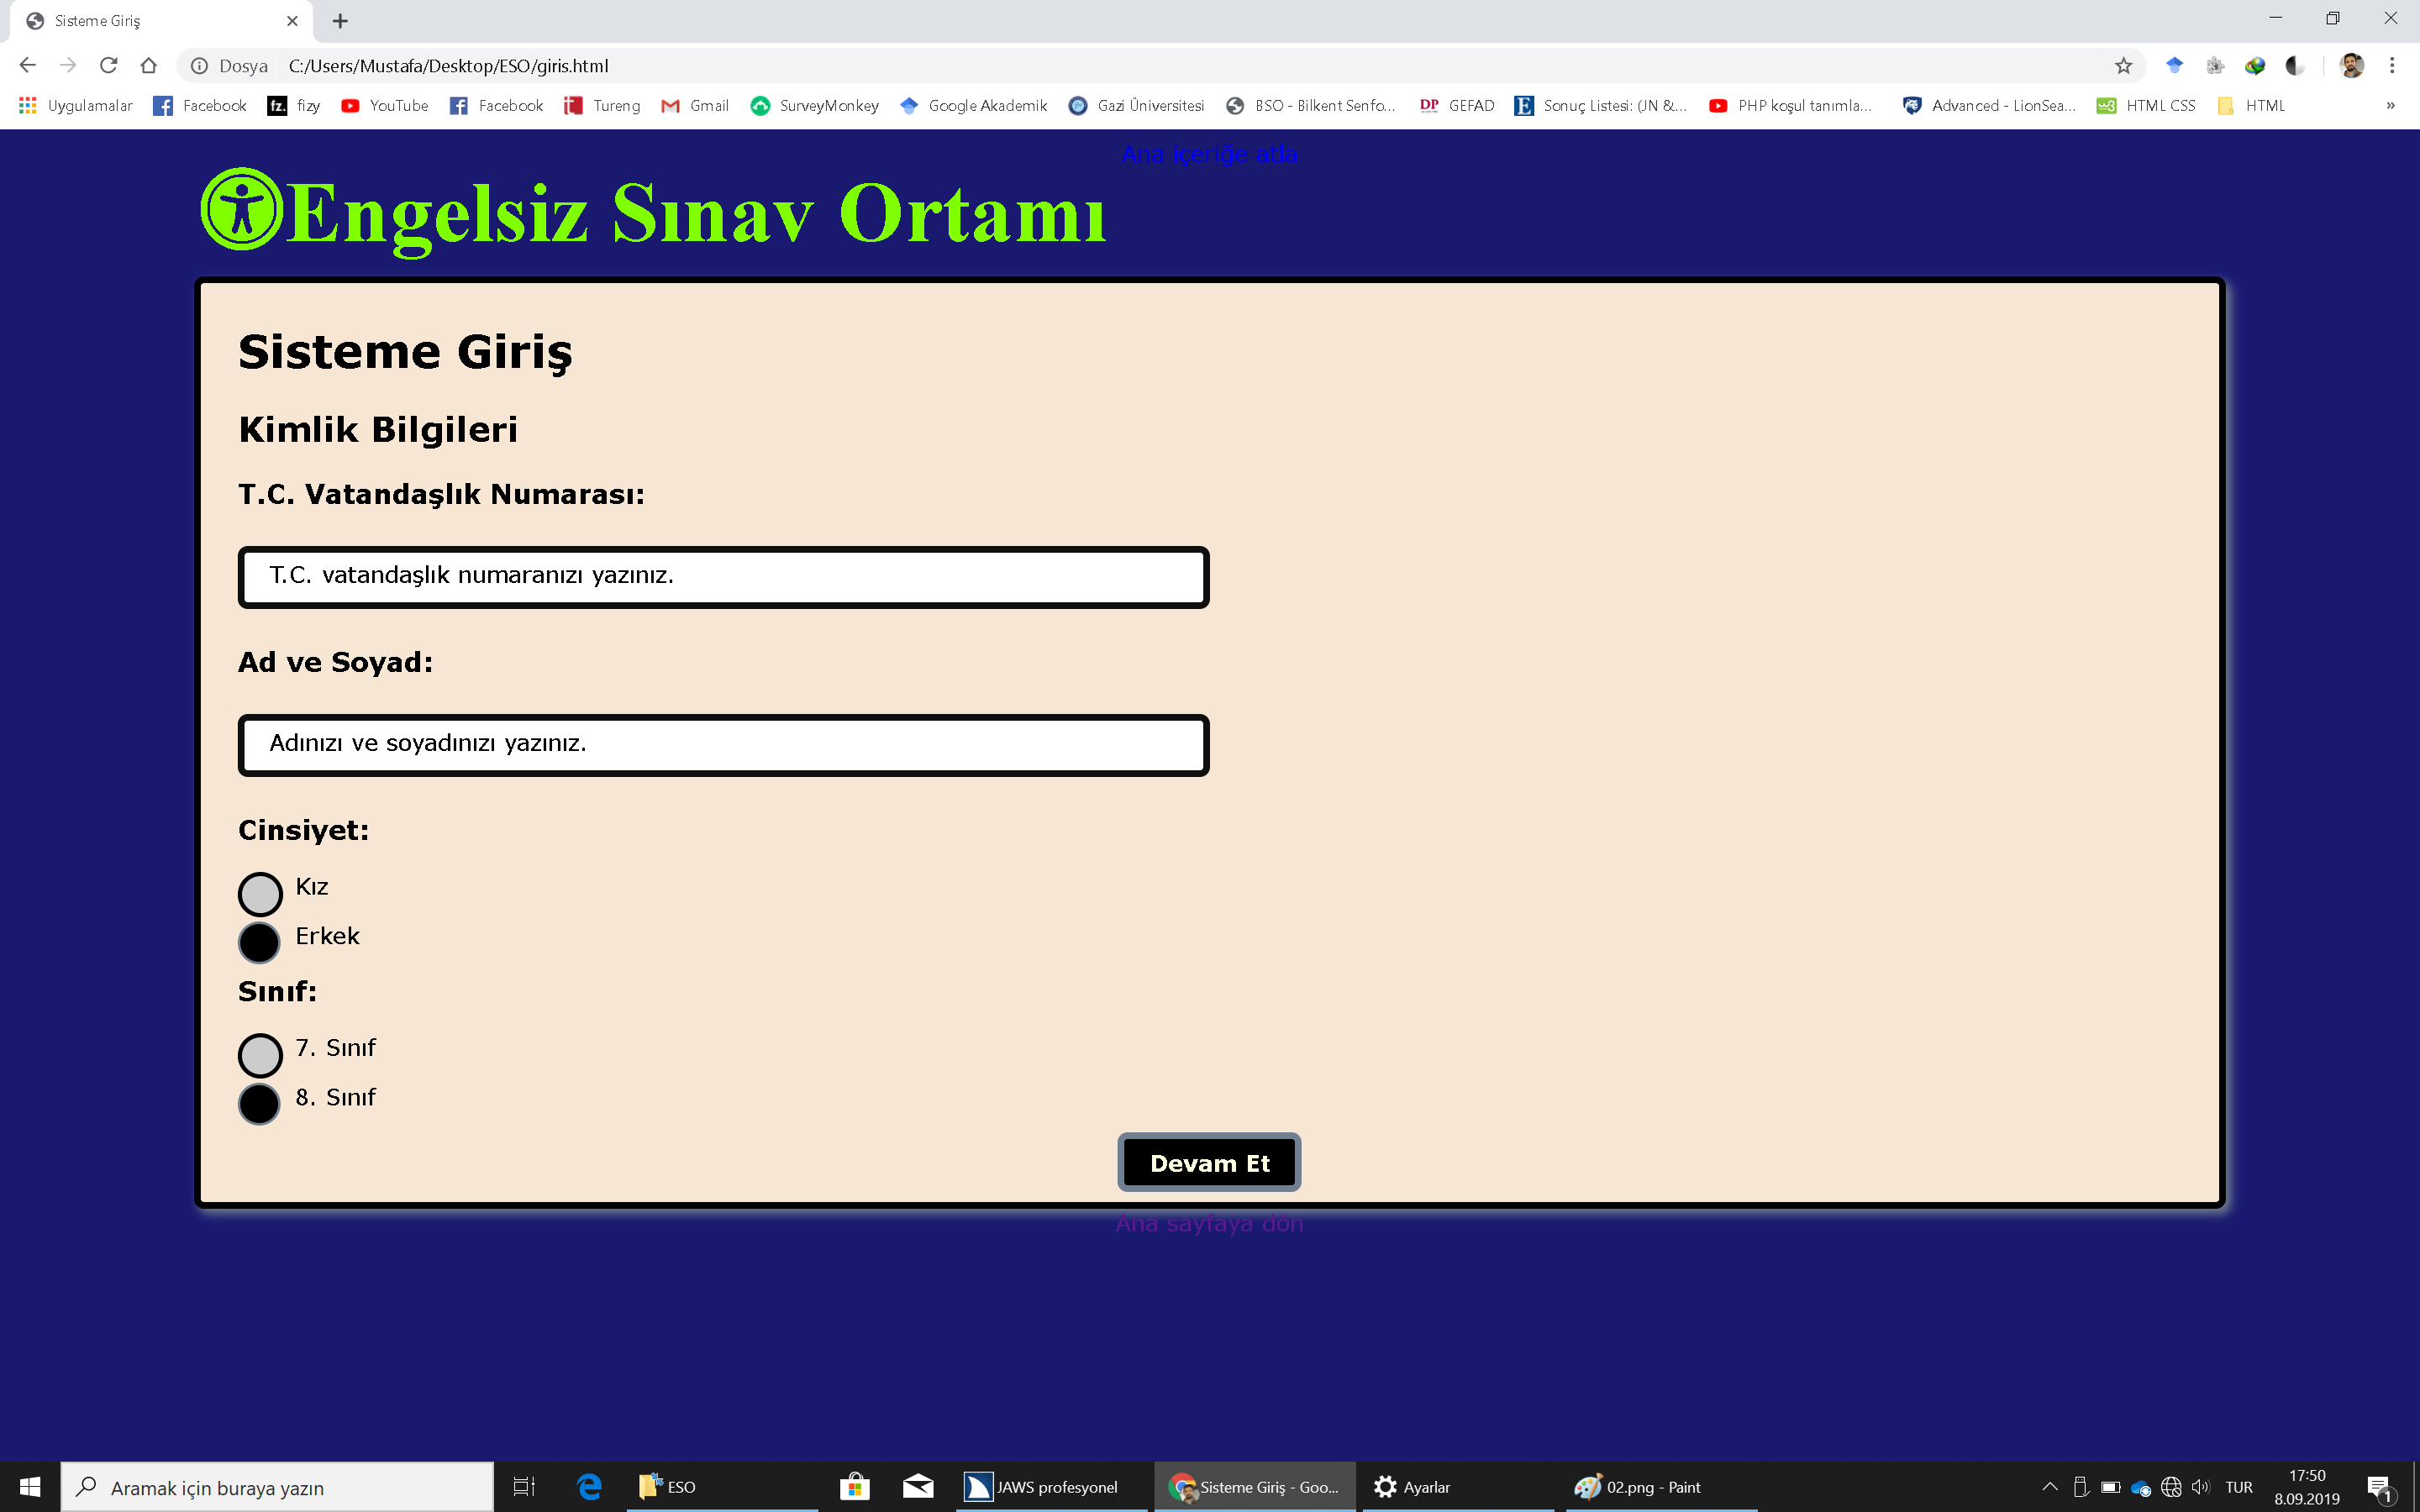 Sisteme Giriş
Dosya C:/Users/Mustafa/Desktop/ESO/giris.html
Uygulamalar Facebook fz. fizy YouTube Facebook Tureng Gmail SurveyMonkey Google Akademik Gazi Üniversitesi BSO - Bilkent Senfo... DP GEFAD E Sonuç Listesi: (JN &... PHP koşul tanımla... Advanced - LionSea... w3 HTML CSS HTML »
Ana içeriğe atla
Engelsiz Sınav Ortamı
Sisteme Giriş
Kimlik Bilgileri
T.C. Vatandaşlık Numarası:
T.C. vatandaşlık numaranızı yazınız.
Ad ve Soyad:
Adınızı ve soyadınızı yazınız.
Cinsiyet:
Kız
Erkek
Sınıf:
7. Sınıf
8. Sınıf
Devam Et
Ana sayfaya dön
Aramak için buraya yazın ESO JAWS profesyonel Sisteme Giriş - Goo... Ayarlar 02.png - Paint TUR 17:50
8.09.2019 1